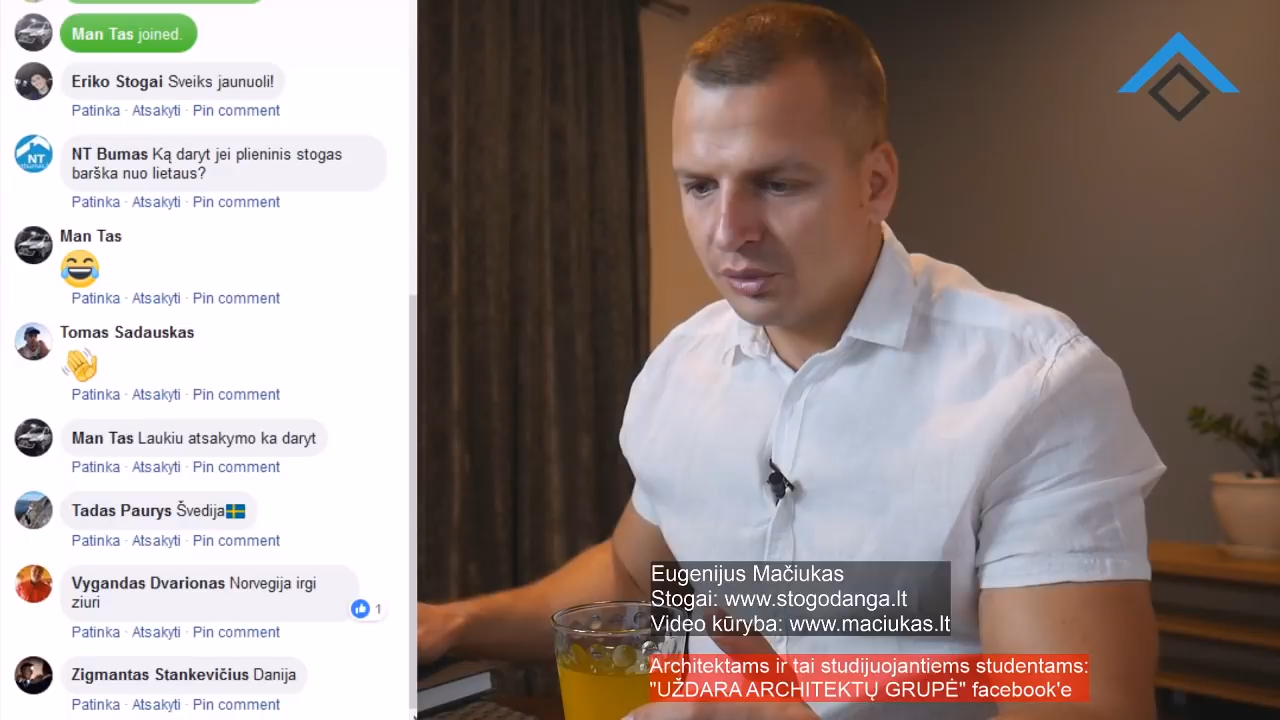 Man Tas joined.
Eriko Stogai Sveiks jaunuoli!
Patinka · Atsakyti · Pin comment
NT Bumas Ką daryt jei plieninis stogas
barška nuo lietaus?
Patinka · Atsakyti · Pin comment
Man Tas
Patinka · Atsakyti · Pin comment
Tomas Sadauskas
Patinka · Atsakyti · Pin comment
Man Tas Laukiu atsakymo ka daryt
Patinka · Atsakyti · Pin comment
Tadas Paurys Švedija
Patinka · Atsakyti · Pin comment
Vygandas Dvarionas Norvegija irgi
ziuri
1
Patinka · Atsakyti · Pin comment
Zigmantas Stankevičius Danija
Patinka · Atsakyti · Pin comment
NT
Eugenijus Mačiukas
Stogai: www.stogodanga.lt
Video kūryba: www.maciukas.lt
Architektams ir tai studijuojantiems studentams:
"UŽDARA ARCHITEKTŲ GRUPĖ" facebook'e